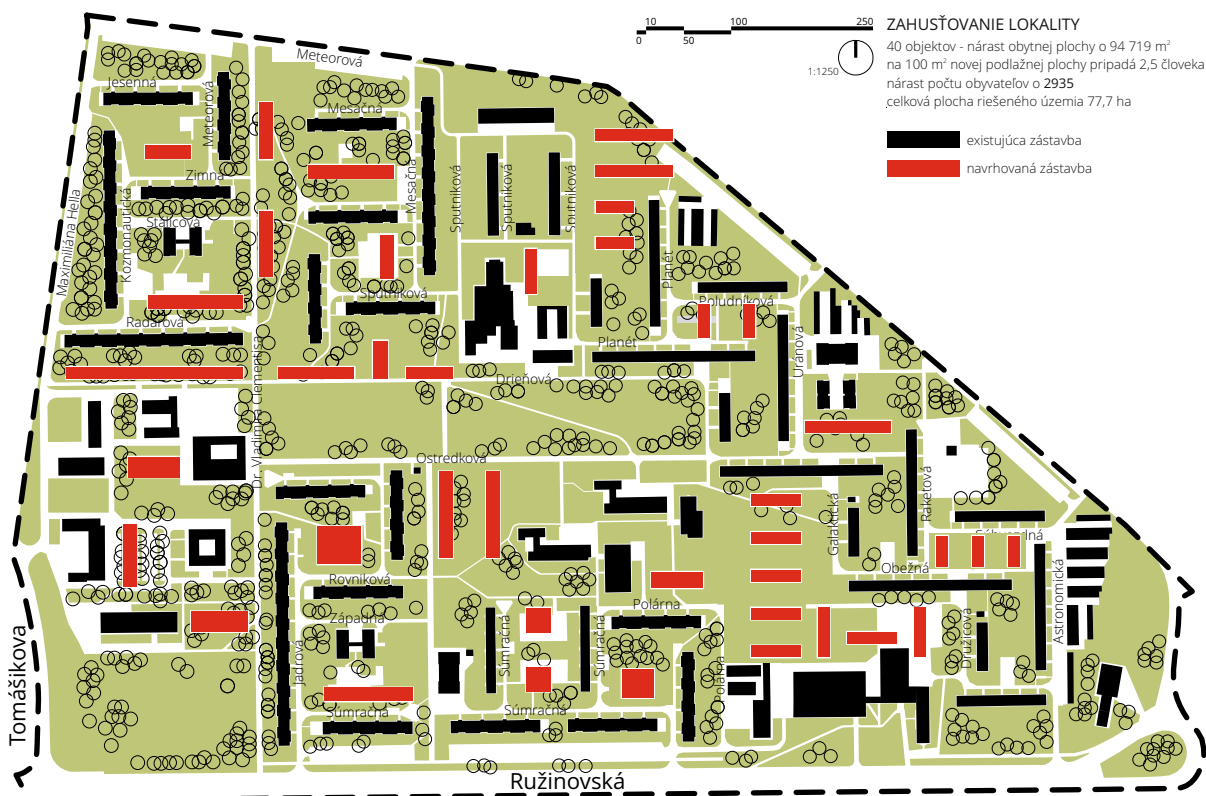 10 100 250
0 50
1:1250
ZAHUSŤOVANIE LOKALITY
40 objektov - nárast obytnej plochy o 94 719 m²
na 100 m² novej podlažnej plochy pripadá 2,5 človeka
nárast počtu obyvateľov o 2935
celková plocha riešeného územia 77,7 ha
existujúca zástavba
navrhovaná zástavba
Meteorová
Jesenná
Meteorová
Mesačná
Zimná
Mesačná
Sputniková
Sputniková
Sputniková
Maximiliána Hella
Kozmonautická
Stálicová
Planét
Sputniková
Poludníková
Radarová
Planét
Uránová
Drieňová
Dr. Vladimíra Clementisa
Ostredková
Galaktická
Raketová
Rovníková
Obežná
Astronomická
Západná
Polárna
Družicová
Jadrová
Súmračná
Súmračná
Polárna
Súmračná
Súmračná
Tomášikova
Ružinovská